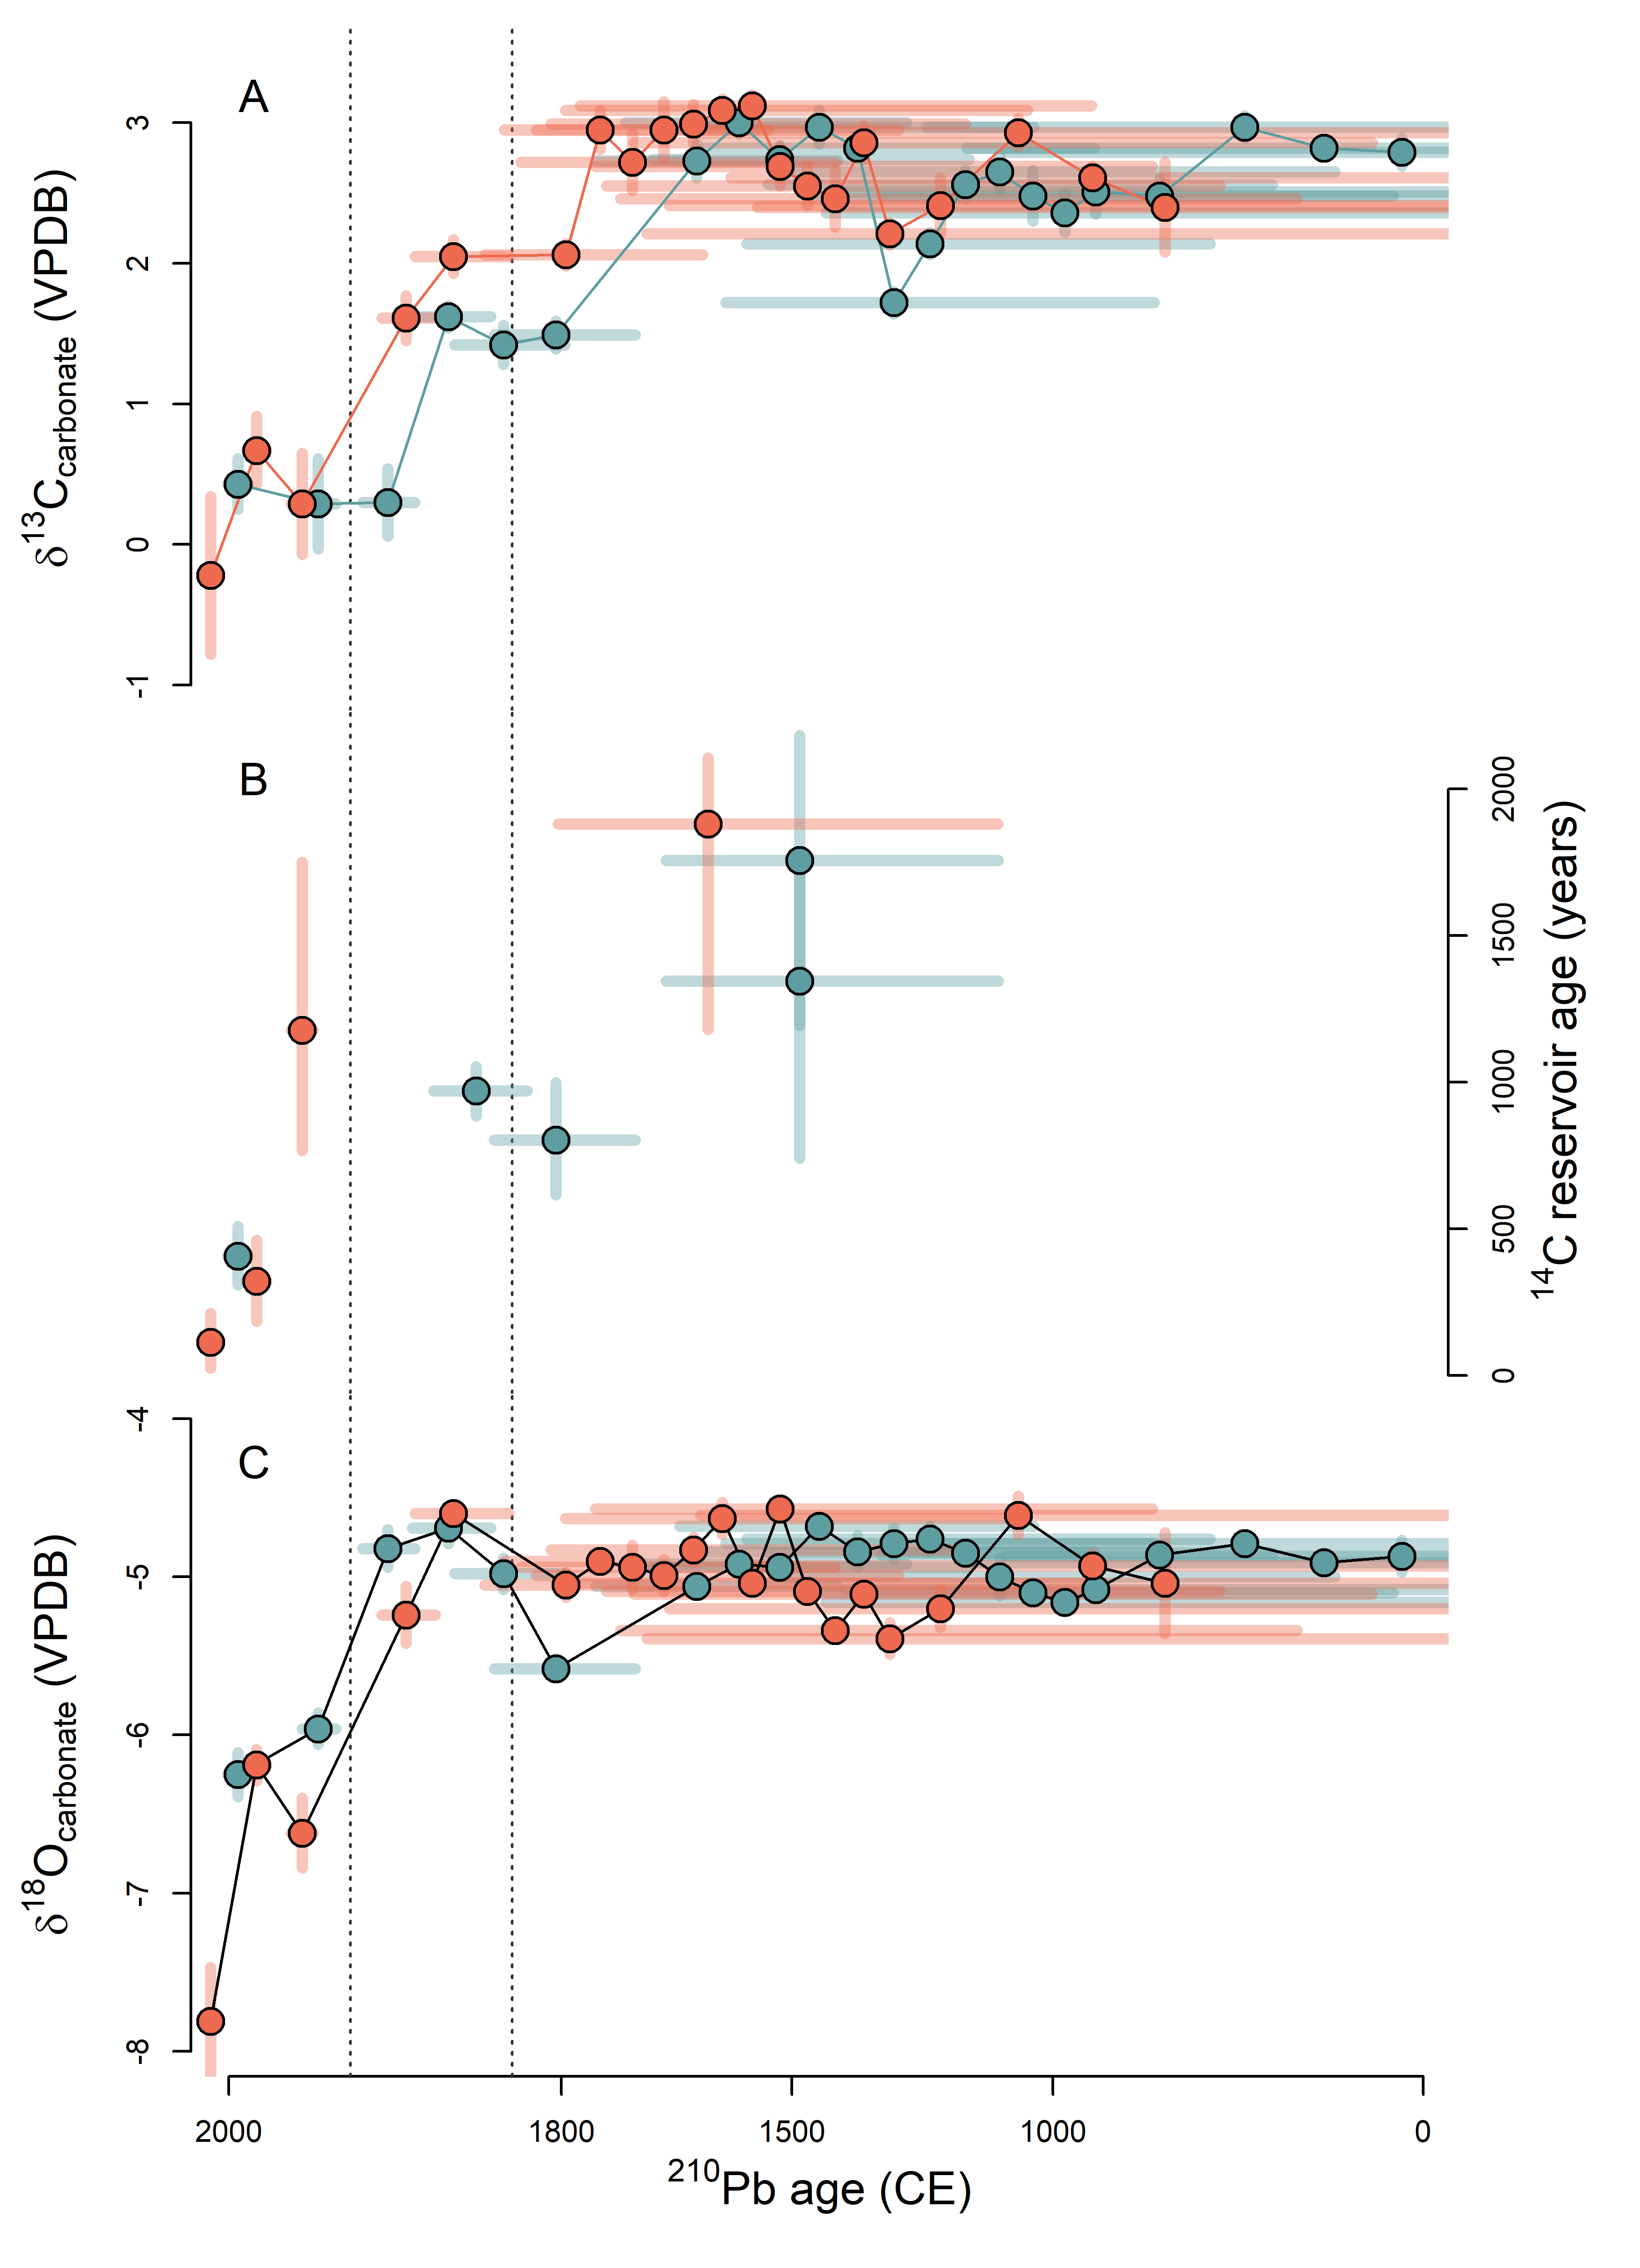 A
3
2
1
0
-1
δ13Ccarbonate (VPDB)
B
2000
1500
1000
500
0
14C reservoir age (years)
C
-4
-5
-6
-7
-8
δ18Ocarbonate (VPDB)
2000 1800 1500 1000 0
210Pb age (CE)